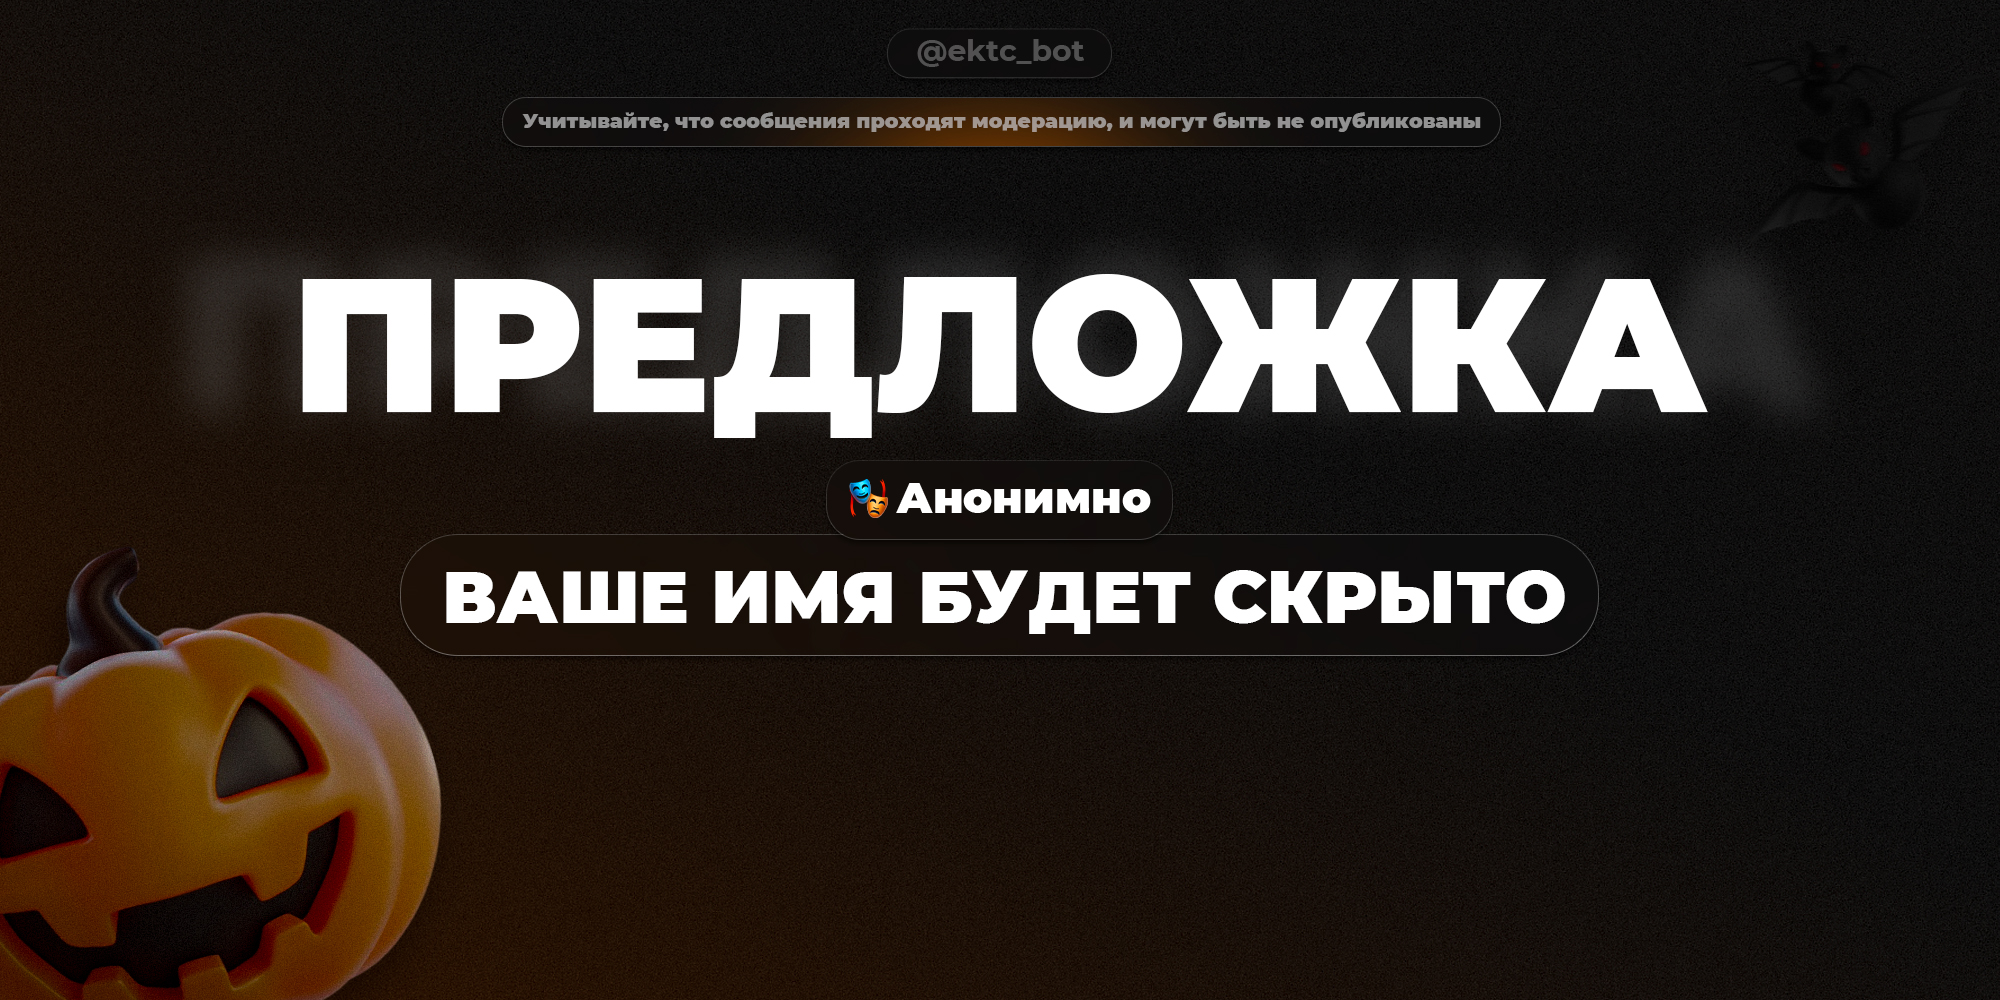 @ektc_bot
Учитывайте, что сообщения проходят модерацию, и могут быть не опубликованы
ПРЕДЛОЖКА
Анонимно
ВАШЕ ИМЯ БУДЕТ СКРЫТО